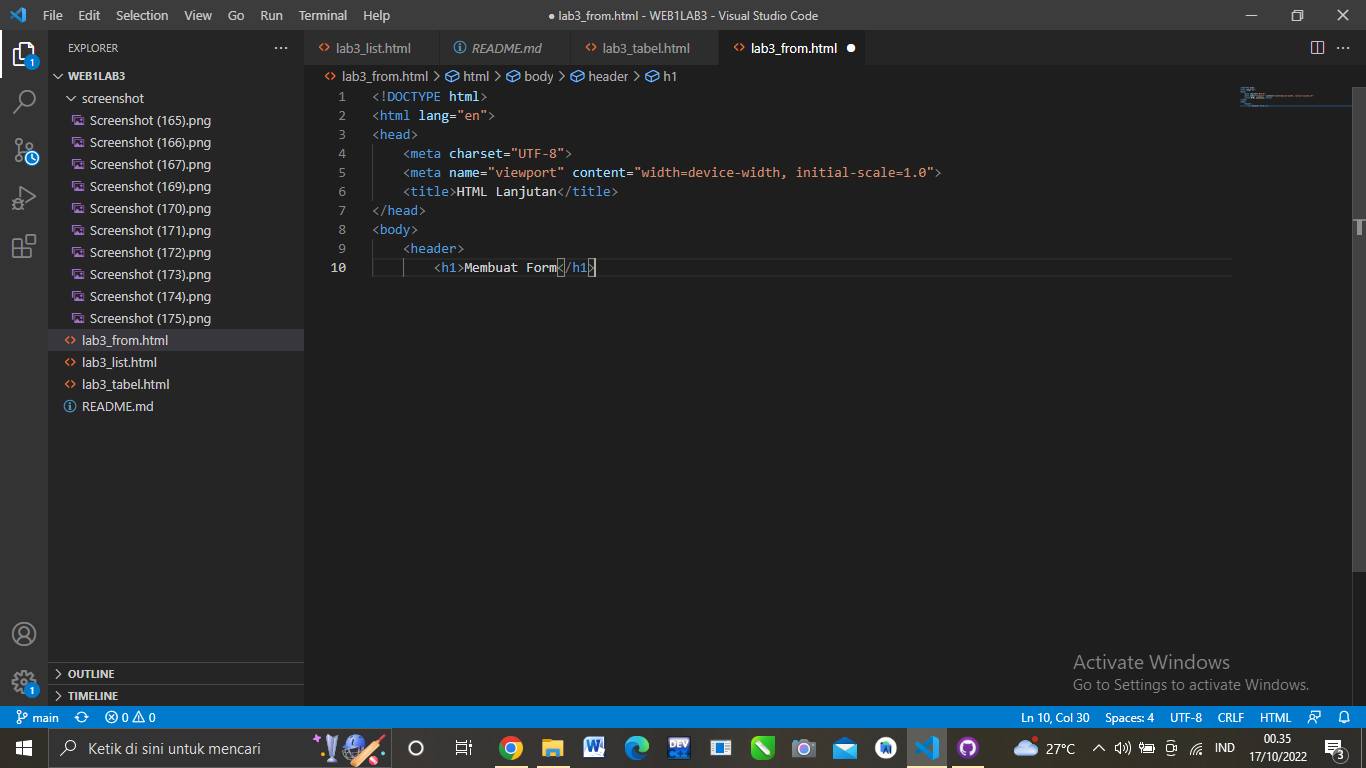 File Edit Selection View Go Run Terminal Help
● lab3_from.html - WEB1LAB3 - Visual Studio Code
EXPLORER
lab3_list.html
README.md
lab3_tabel.html
lab3_from.html
WEB1LAB3
screenshot
Screenshot (165).png
Screenshot (166).png
Screenshot (167).png
Screenshot (169).png
Screenshot (170).png
Screenshot (171).png
Screenshot (172).png
Screenshot (173).png
Screenshot (174).png
Screenshot (175).png
lab3_from.html
lab3_list.html
lab3_tabel.html
README.md
OUTLINE
TIMELINE
lab3_from.html > html > body > header > h1
1 <!DOCTYPE html>
2 <html lang="en">
3 <head>
4 <meta charset="UTF-8">
5 <meta name="viewport" content="width=device-width, initial-scale=1.0">
6 <title>HTML Lanjutan</title>
7 </head>
8 <body>
9 <header>
10 <h1>Membuat Form</h1>
Activate Windows
Go to Settings to activate Windows.
1
1
main
0 0
Ln 10, Col 30 Spaces: 4 UTF-8 CRLF HTML
Ketik di sini untuk mencari
DEV
27°C
IND
00.35
17/10/2022
3